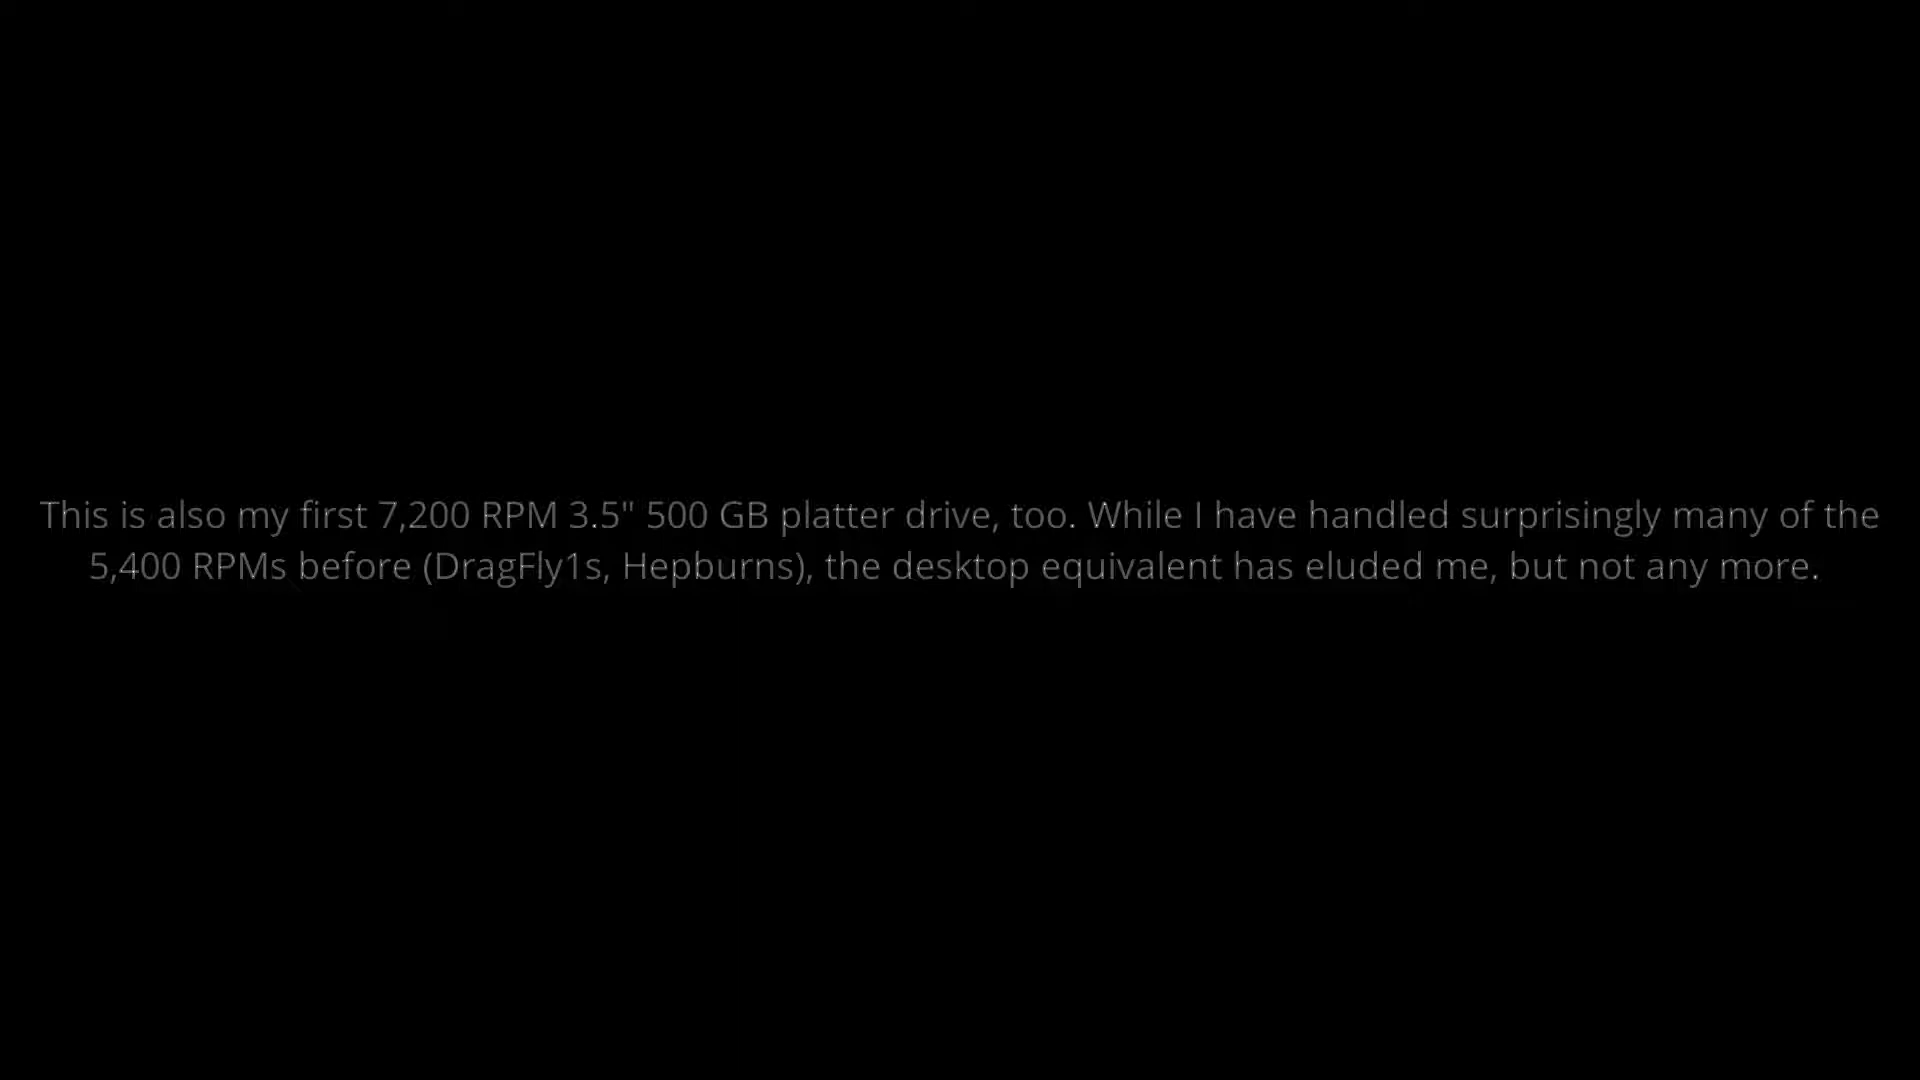 This is also my first 7,200 RPM 3.5" 500 GB platter drive, too. While I have handled surprisingly many of the
5,400 RPMs before (DragFly1s, Hepburns), the desktop equivalent has eluded me, but not any more.